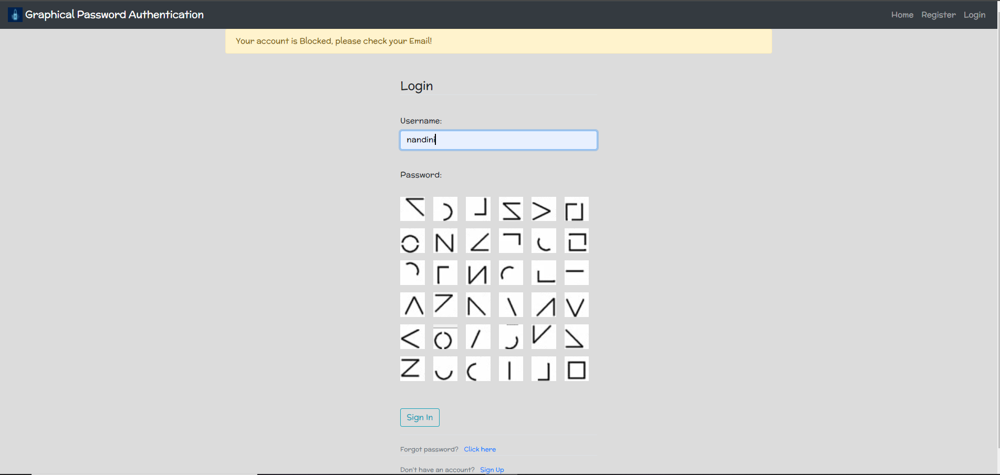 Graphical Password Authentication
Home Register Login
Your account is Blocked, please check your Email!
Login
Username:
nandini
Password:
Sign In
Forgot password? Click here
Don't have an account? Sign Up